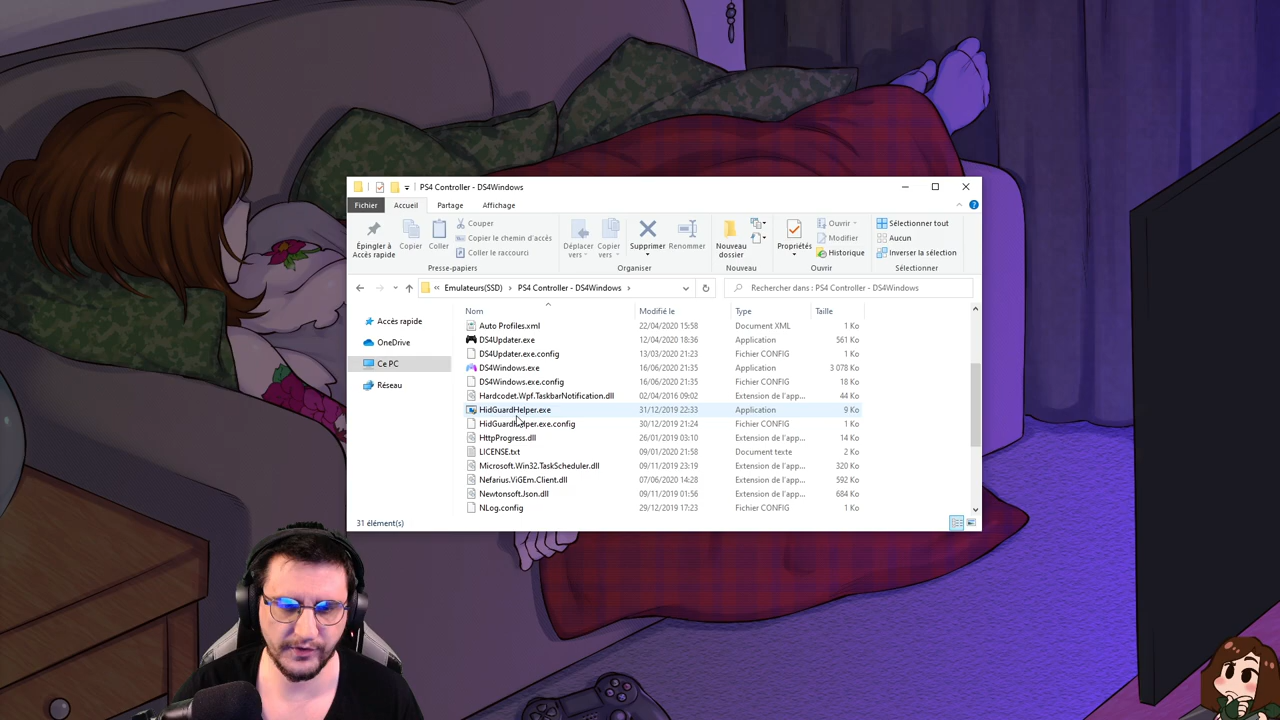 PS4 Controller - DS4Windows
Fichier Accueil Partage Affichage
Épingler à Accès rapide
Copier
Coller
Couper
Copier le chemin d'accès
Coller le raccourci
Déplacer vers
Copier vers
Supprimer
Renommer
Nouveau dossier
Propriétés
Ouvrir
Modifier
Historique
Sélectionner tout
Aucun
Inverser la sélection
Presse-papiers Organiser Nouveau Ouvrir Sélectionner
« Emulateurs(SSD) > PS4 Controller - DS4Windows >
Rechercher dans : PS4 Controller - DS4Windows
Accès rapide
OneDrive
Ce PC
Réseau
Nom Modifié le Type Taille
Auto Profiles.xml 22/04/2020 15:58 Document XML 1 Ko
DS4Updater.exe 12/04/2020 18:36 Application 561 Ko
DS4Updater.exe.config 13/03/2020 21:23 Fichier CONFIG 1 Ko
DS4Windows.exe 16/06/2020 21:35 Application 3 078 Ko
DS4Windows.exe.config 16/06/2020 21:35 Fichier CONFIG 18 Ko
Hardcodet.Wpf.TaskbarNotification.dll 02/04/2016 09:02 Extension de l'app... 44 Ko
HidGuardHelper.exe 31/12/2019 22:33 Application 9 Ko
HidGuardHelper.exe.config 30/12/2019 21:24 Fichier CONFIG 1 Ko
HttpProgress.dll 26/01/2019 03:10 Extension de l'app... 14 Ko
LICENSE.txt 09/01/2020 21:58 Document texte 2 Ko
Microsoft.Win32.TaskScheduler.dll 09/11/2019 23:19 Extension de l'app... 320 Ko
Nefarius.ViGEm.Client.dll 07/06/2020 14:28 Extension de l'app... 592 Ko
Newtonsoft.Json.dll 09/11/2019 01:56 Extension de l'app... 684 Ko
NLog.config 29/12/2019 17:23 Fichier CONFIG 1 Ko
31 élément(s)